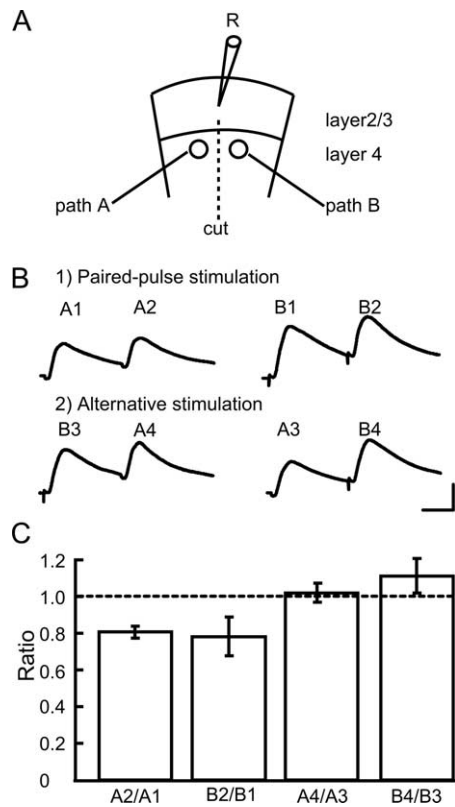 A
R
layer2/3
layer 4
path A
path B
cut
B
1) Paired-pulse stimulation
A1 A2 B1 B2
2) Alternative stimulation
B3 A4 A3 B4
C
Ratio
1.2
1.0
0.8
0.6
0.4
0.2
0
A2/A1 B2/B1 A4/A3 B4/B3